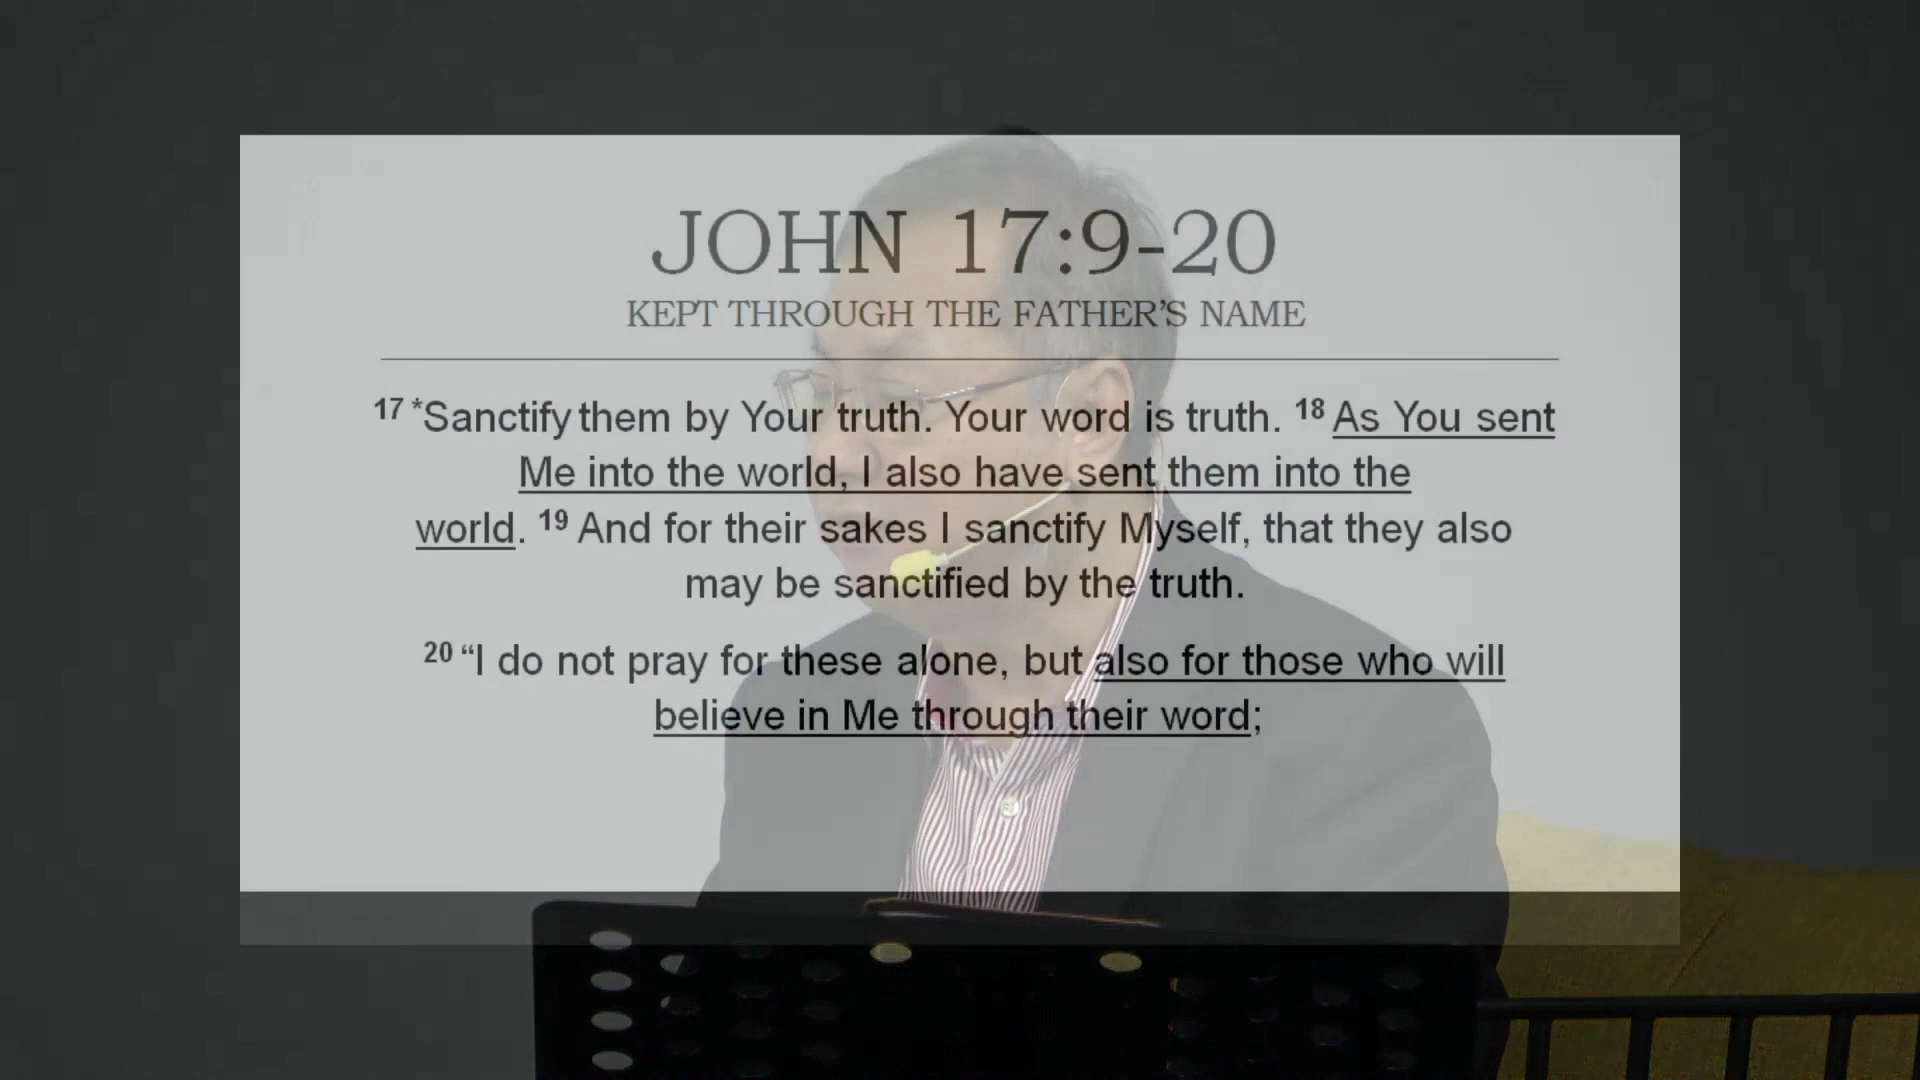 JOHN 17:9-20
KEPT THROUGH THE FATHER’S NAME
17 *Sanctify them by Your truth. Your word is truth. 18 As You sent
Me into the world, I also have sent them into the
world. 19 And for their sakes I sanctify Myself, that they also
may be sanctified by the truth.
20 “I do not pray for these alone, but also for those who will
believe in Me through their word;